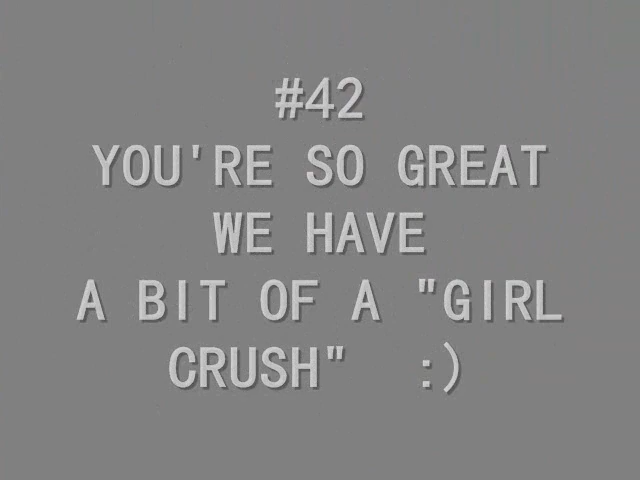 #42
YOU'RE SO GREAT
WE HAVE
A BIT OF A "GIRL
CRUSH"  :)